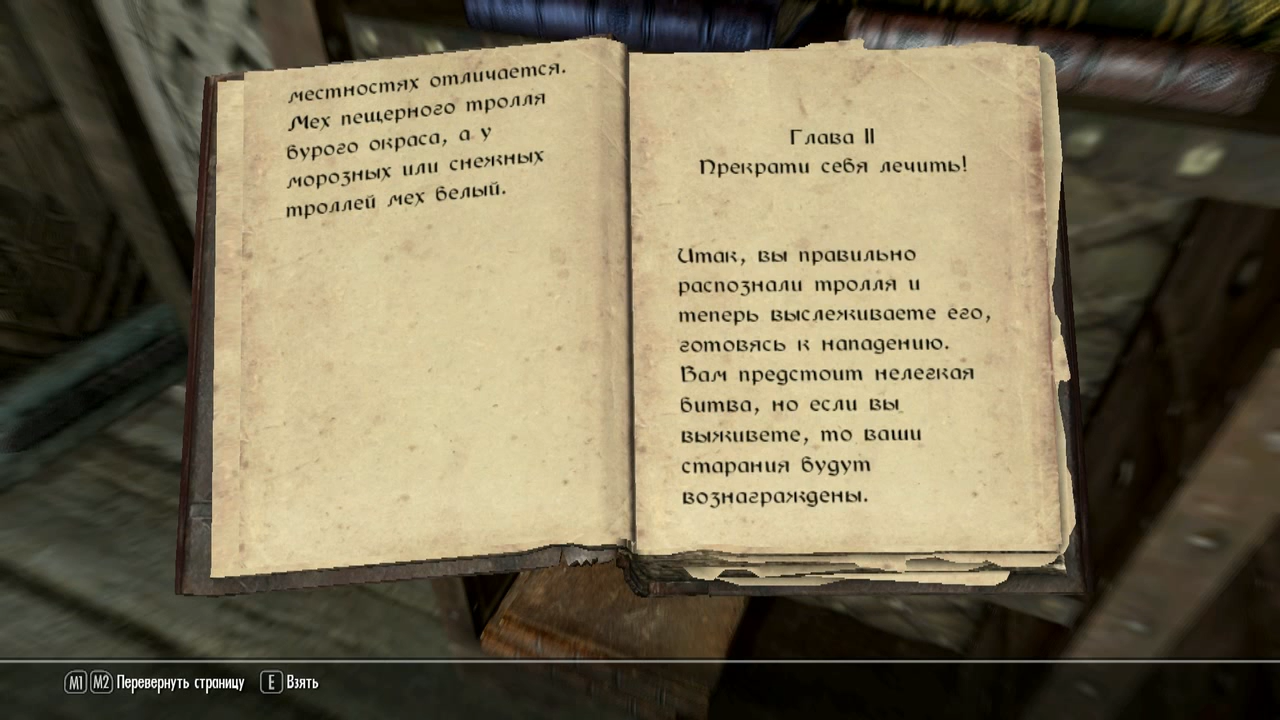 местностях отличается.
Мех пещерного тролля
бурого окраса, а у
морозных или снежных
троллей мех белый.
Глава II
Прекрати себя лечить!
Итак, вы правильно
распознали тролля и
теперь выслеживаете его,
готовясь к нападению.
Вам предстоит нелегкая
битва, но если вы
выживете, то ваши
старания будут
вознаграждены.
M1 M2 Перевернуть страницу E Взять